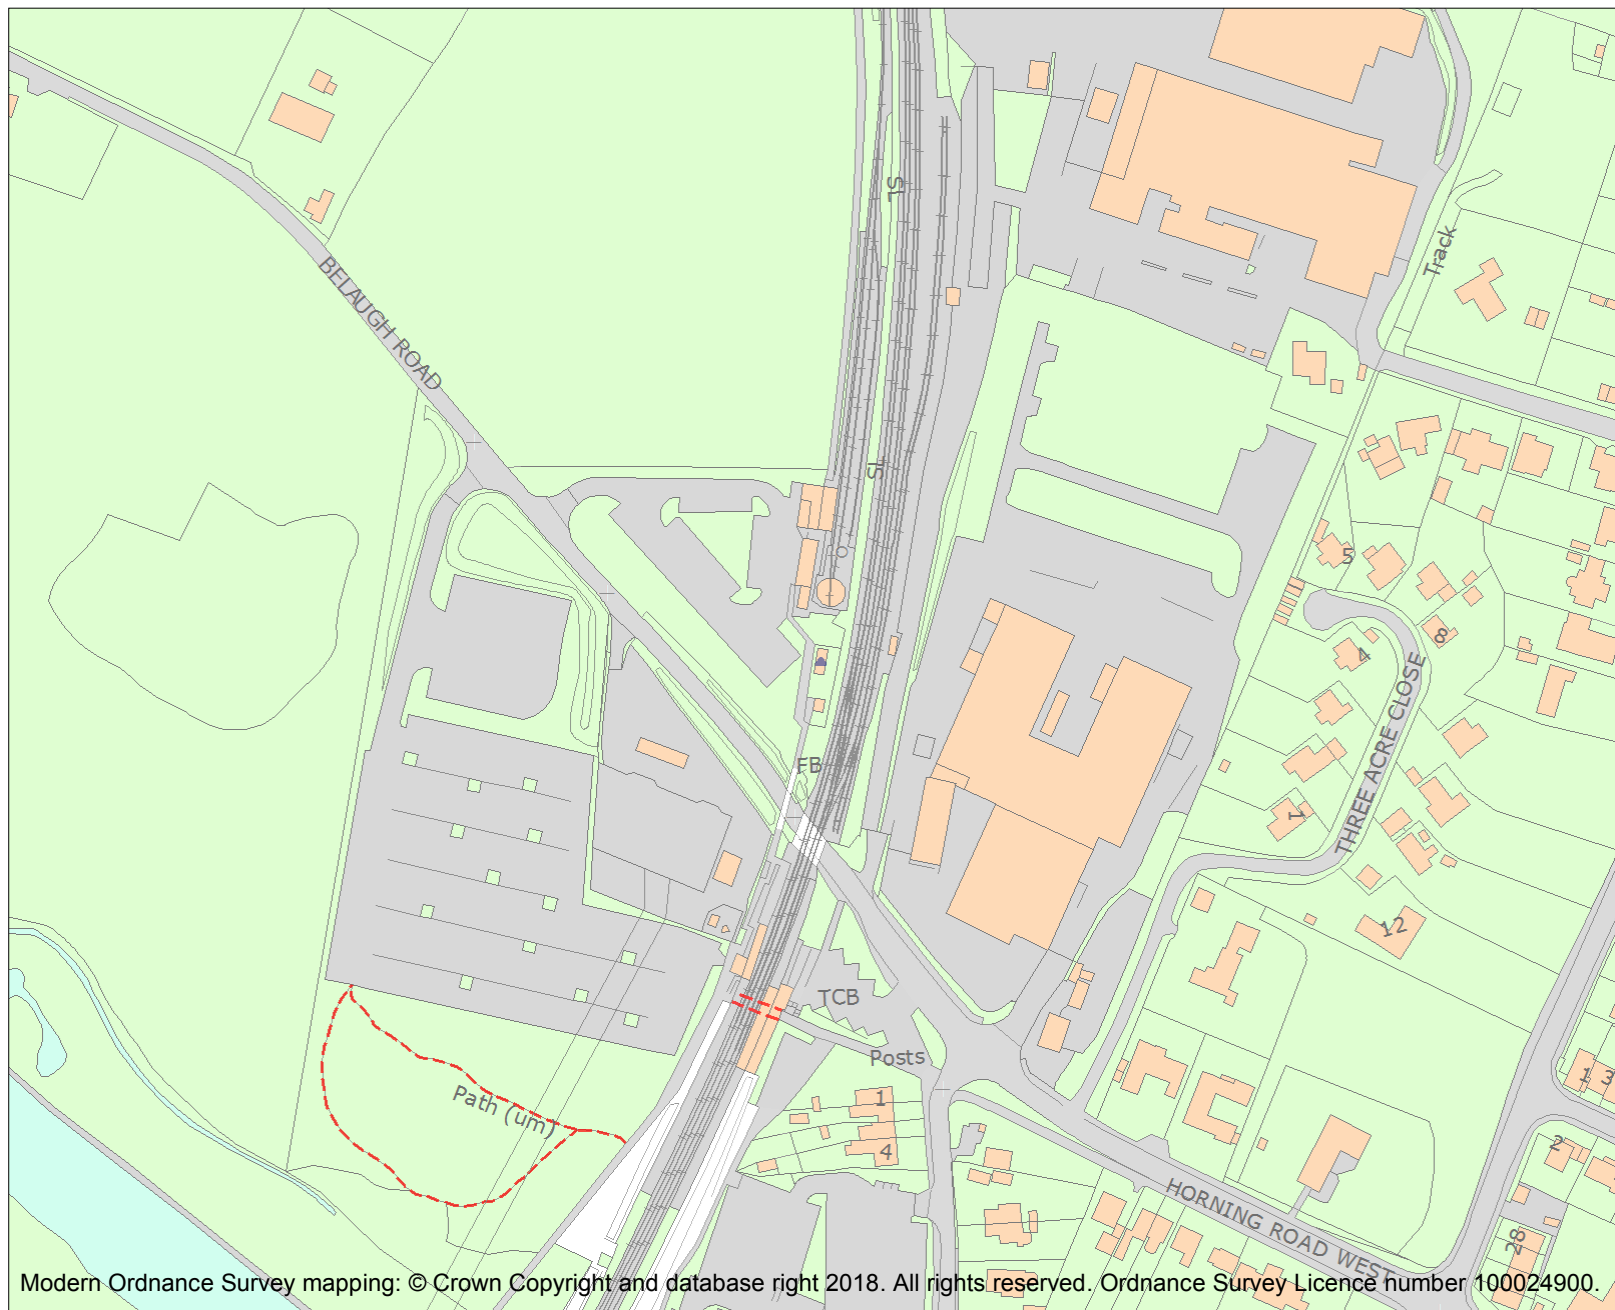 SL
Track
BELAUGH ROAD
SL
5
8
4
THREE ACRE CLOSE
FB
1
12
TCB
Posts
1
1 3
Path (um)
4
2
HORNING ROAD WEST
28
Modern Ordnance Survey mapping: © Crown Copyright and database right 2018. All rights reserved. Ordnance Survey Licence number 100024900.